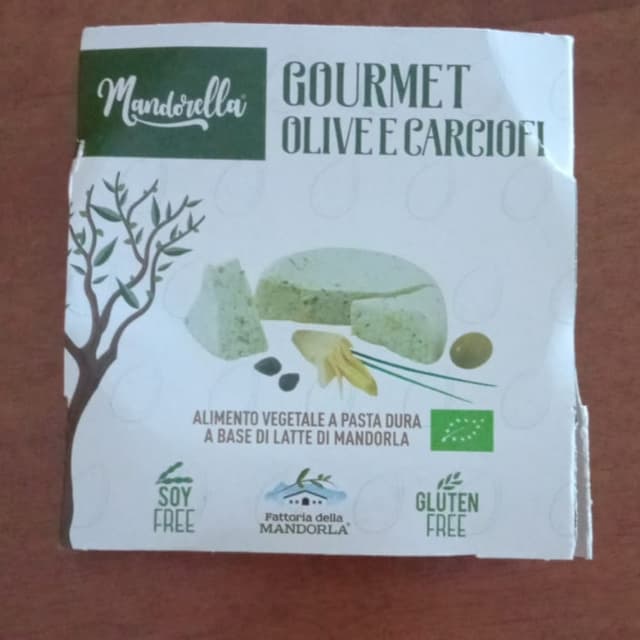 Mandorella
GOURMET
OLIVE E CARCIOFI
ALIMENTO VEGETALE A PASTA DURA
A BASE DI LATTE DI MANDORLA
SOY
FREE
Fattoria della
MANDORLA
GLUTEN
FREE